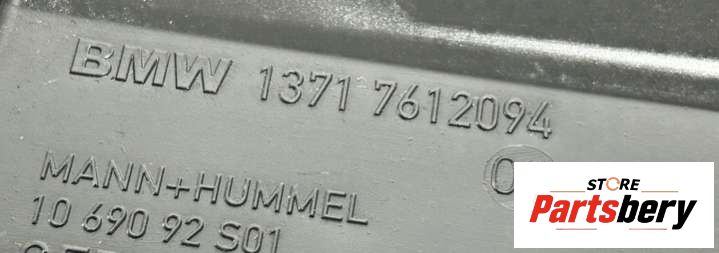 BMW 1371 7612094
MANN+HUMMEL
10 690 92 S01
STORE
Partsbery